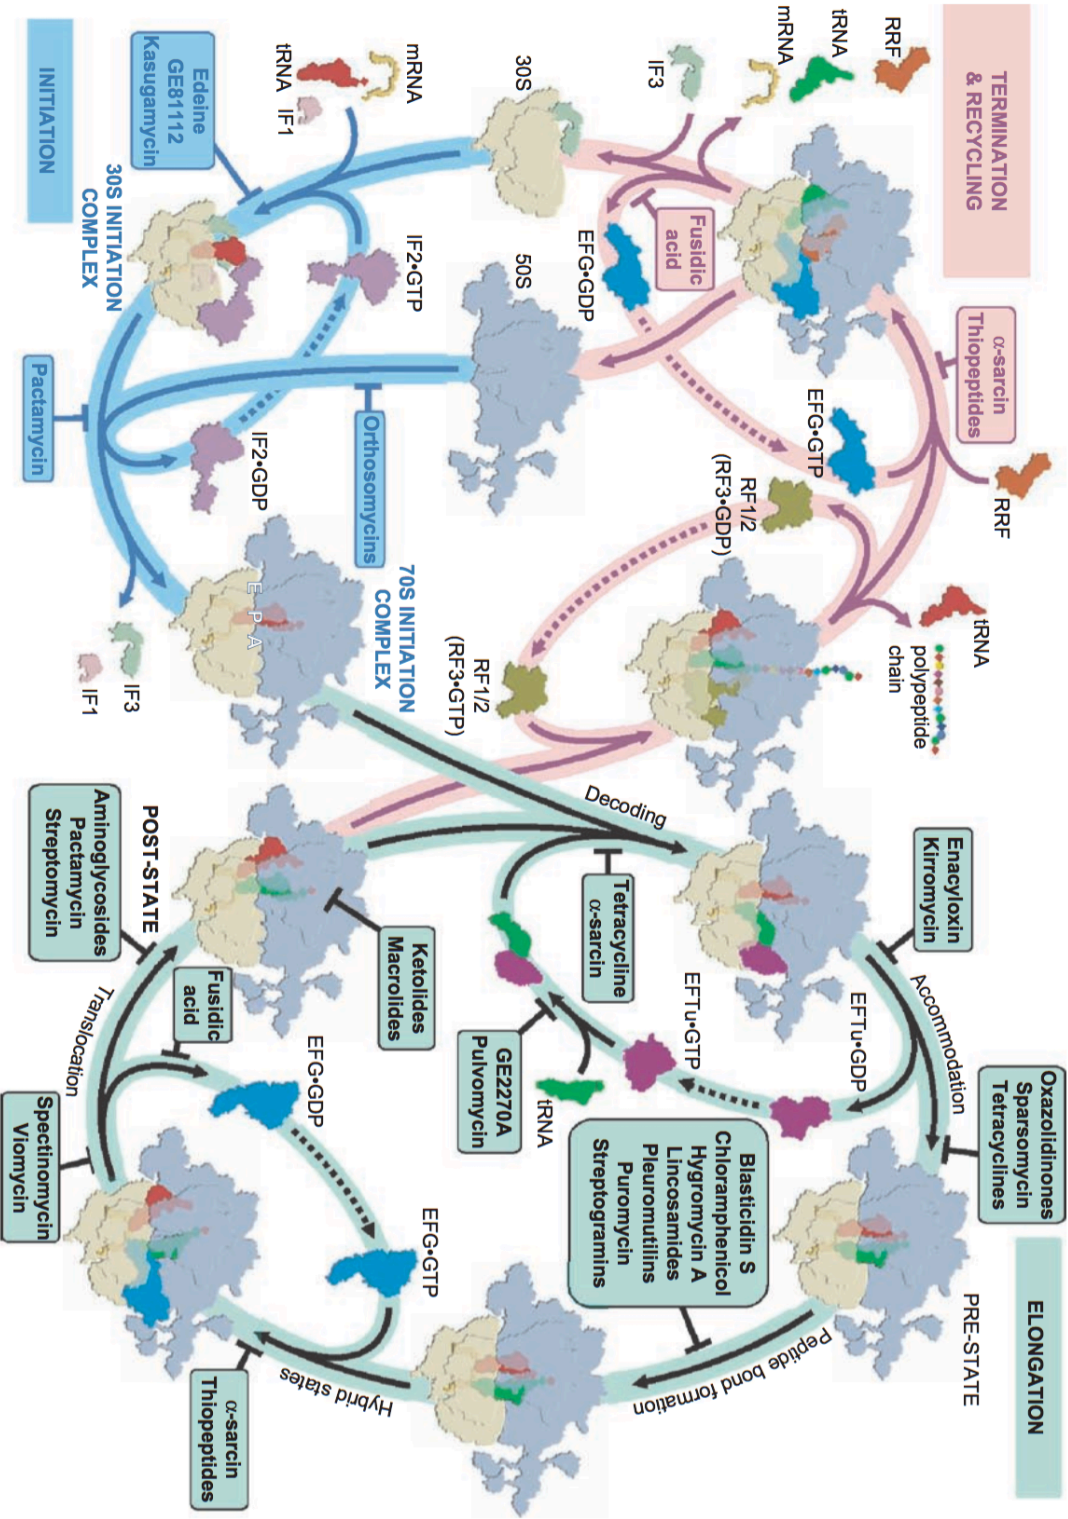 TERMINATION
& RECYCLING
RRF
tRNA
mRNA
IF3
30S
mRNA
tRNA
IF1
Edeine
GE81112
Kasugamycin
INITIATION
30S INITIATION
COMPLEX
IF2•GTP
50S
EFG•GDP
Fusidic
acid
α-sarcin
Thiopeptides
RRF
EFG•GTP
RF1/2
(RF3•GDP)
Orthosomycins
IF2•GDP
Pactamycin
E P A
70S INITIATION
COMPLEX
IF3
IF1
RF1/2
(RF3•GTP)
tRNA
polypeptide
chain
Decoding
Enacyloxin
Kirromycin
Accommodation
EFTu•GDP
Oxazolidinones
Sparsomycin
Tetracyclines
ELONGATION
PRE-STATE
Tetracycline
α-sarcin
EFTu•GTP
GE2270A
Pulvomycin
tRNA
Blasticidin S
Chloramphenicol
Hygromycin A
Lincosamides
Pleuromutilins
Puromycin
Streptogramins
Peptide bond formation
Ketolides
Macrolides
POST-STATE
Aminoglycosides
Pactamycin
Streptomycin
Fusidic
acid
Translocation
EFG•GDP
EFG•GTP
Spectinomycin
Viomycin
Hybrid states
α-sarcin
Thiopeptides